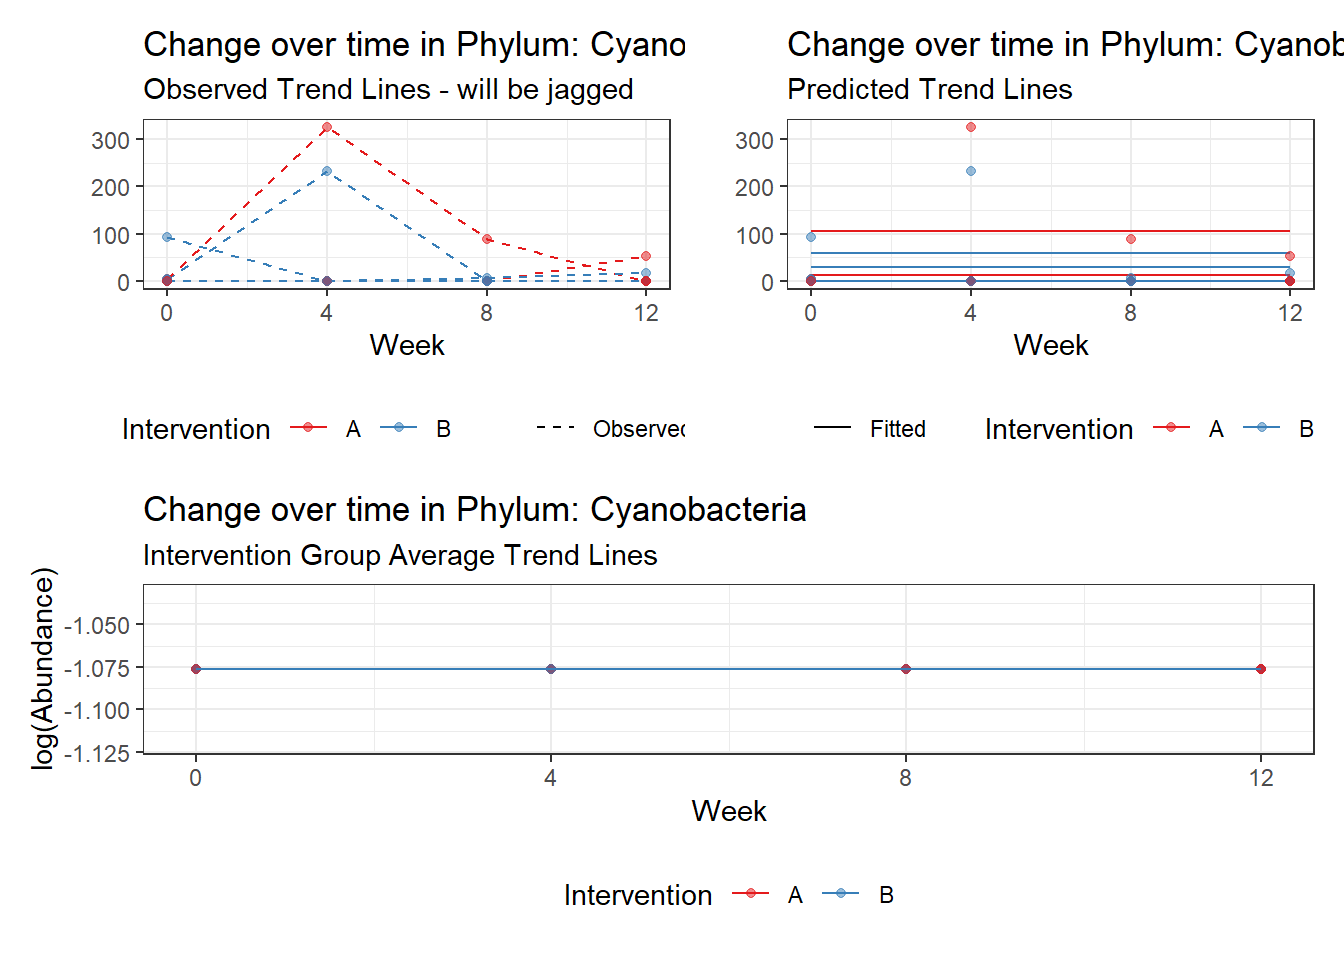 Change over time in Phylum: Cyano
Observed Trend Lines - will be jagged
300
200
100
0
0 4 8 12
Week
Intervention A B Observed
Change over time in Phylum: Cyanob
Predicted Trend Lines
300
200
100
0
0 4 8 12
Week
Fitted Intervention A B
Change over time in Phylum: Cyanobacteria
Intervention Group Average Trend Lines
log(Abundance)
-1.050
-1.075
-1.100
-1.125
0 4 8 12
Week
Intervention A B